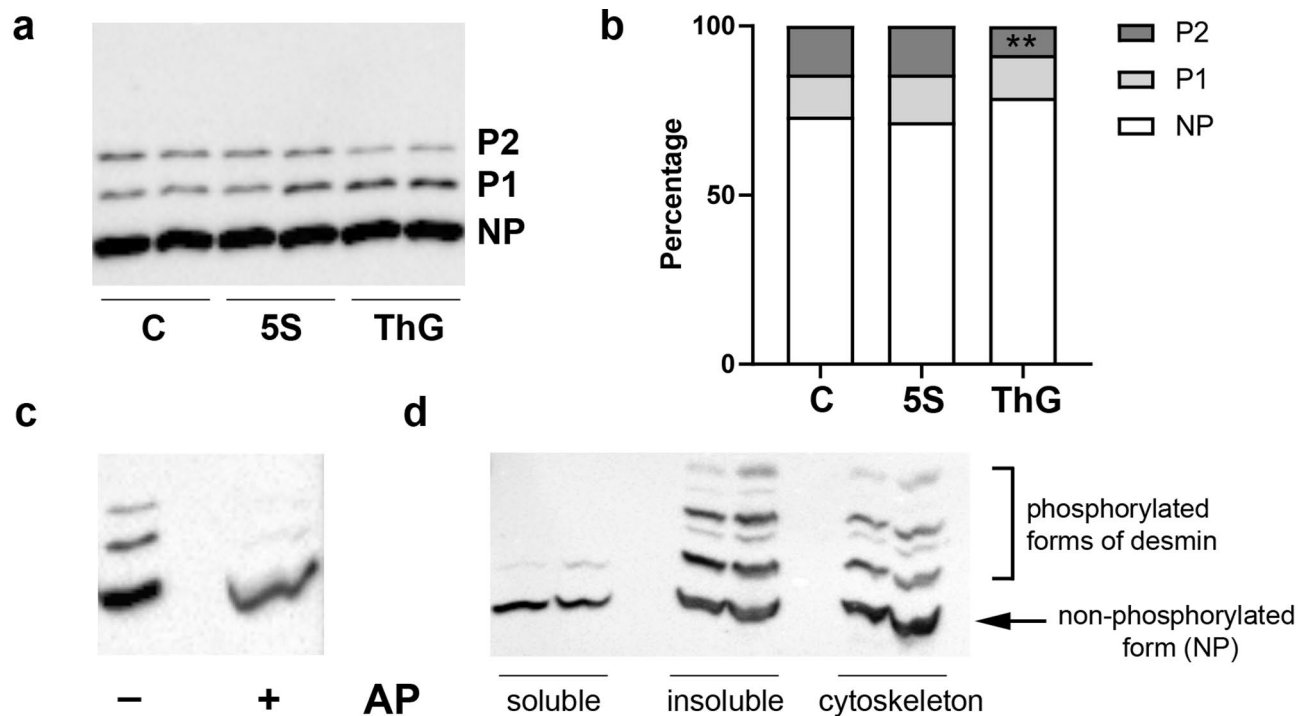 a
P2
P1
NP
C 5S ThG
b
Percentage
100
50
0
**
C 5S ThG
P2
P1
NP
c
– + AP
d
phosphorylated
forms of desmin
non-phosphorylated
form (NP)
soluble insoluble cytoskeleton